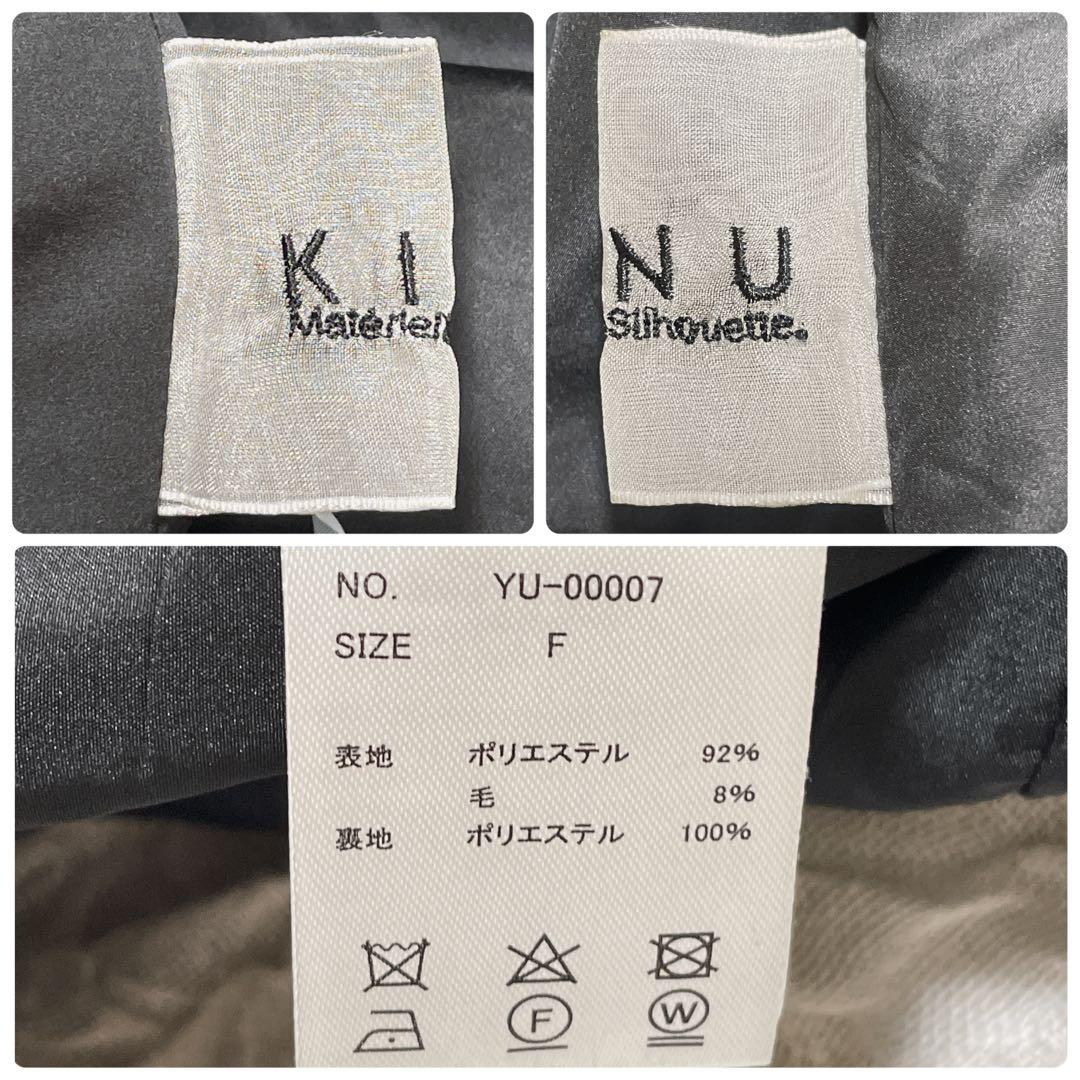 K I
Matériel
N U
Silhouette.
NO. YU-00007
SIZE F
表地 ポリエステル 92%
毛 8%
裏地 ポリエステル 100%
F
W